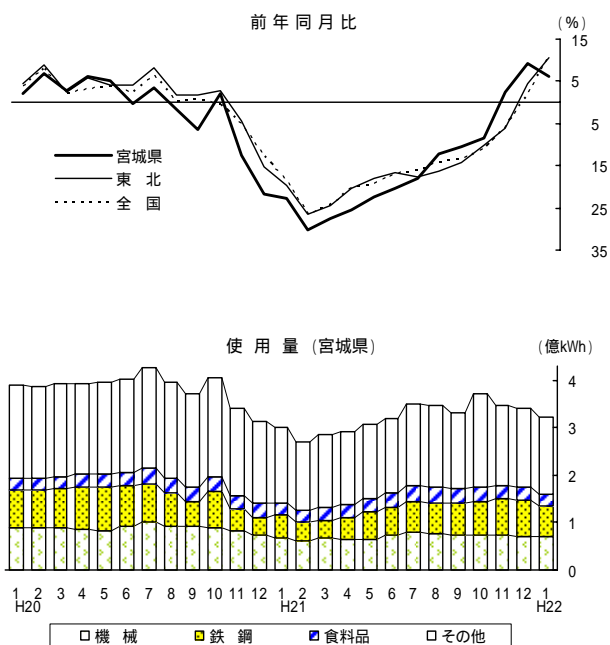 前年同月比
(%)
15
5
5
15
25
35
宮城県
東 北
全 国
使 用 量 (宮城県)
(億kWh)
4
3
2
1
0
1 2 3 4 5 6 7 8 9 10 11 12 1 2 3 4 5 6 7 8 9 10 11 12 1
H20 H21 H22
機 械 鉄 鋼 食料品 その他